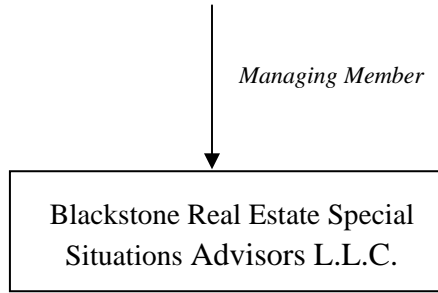 Managing Member
Blackstone Real Estate Special
Situations Advisors L.L.C.